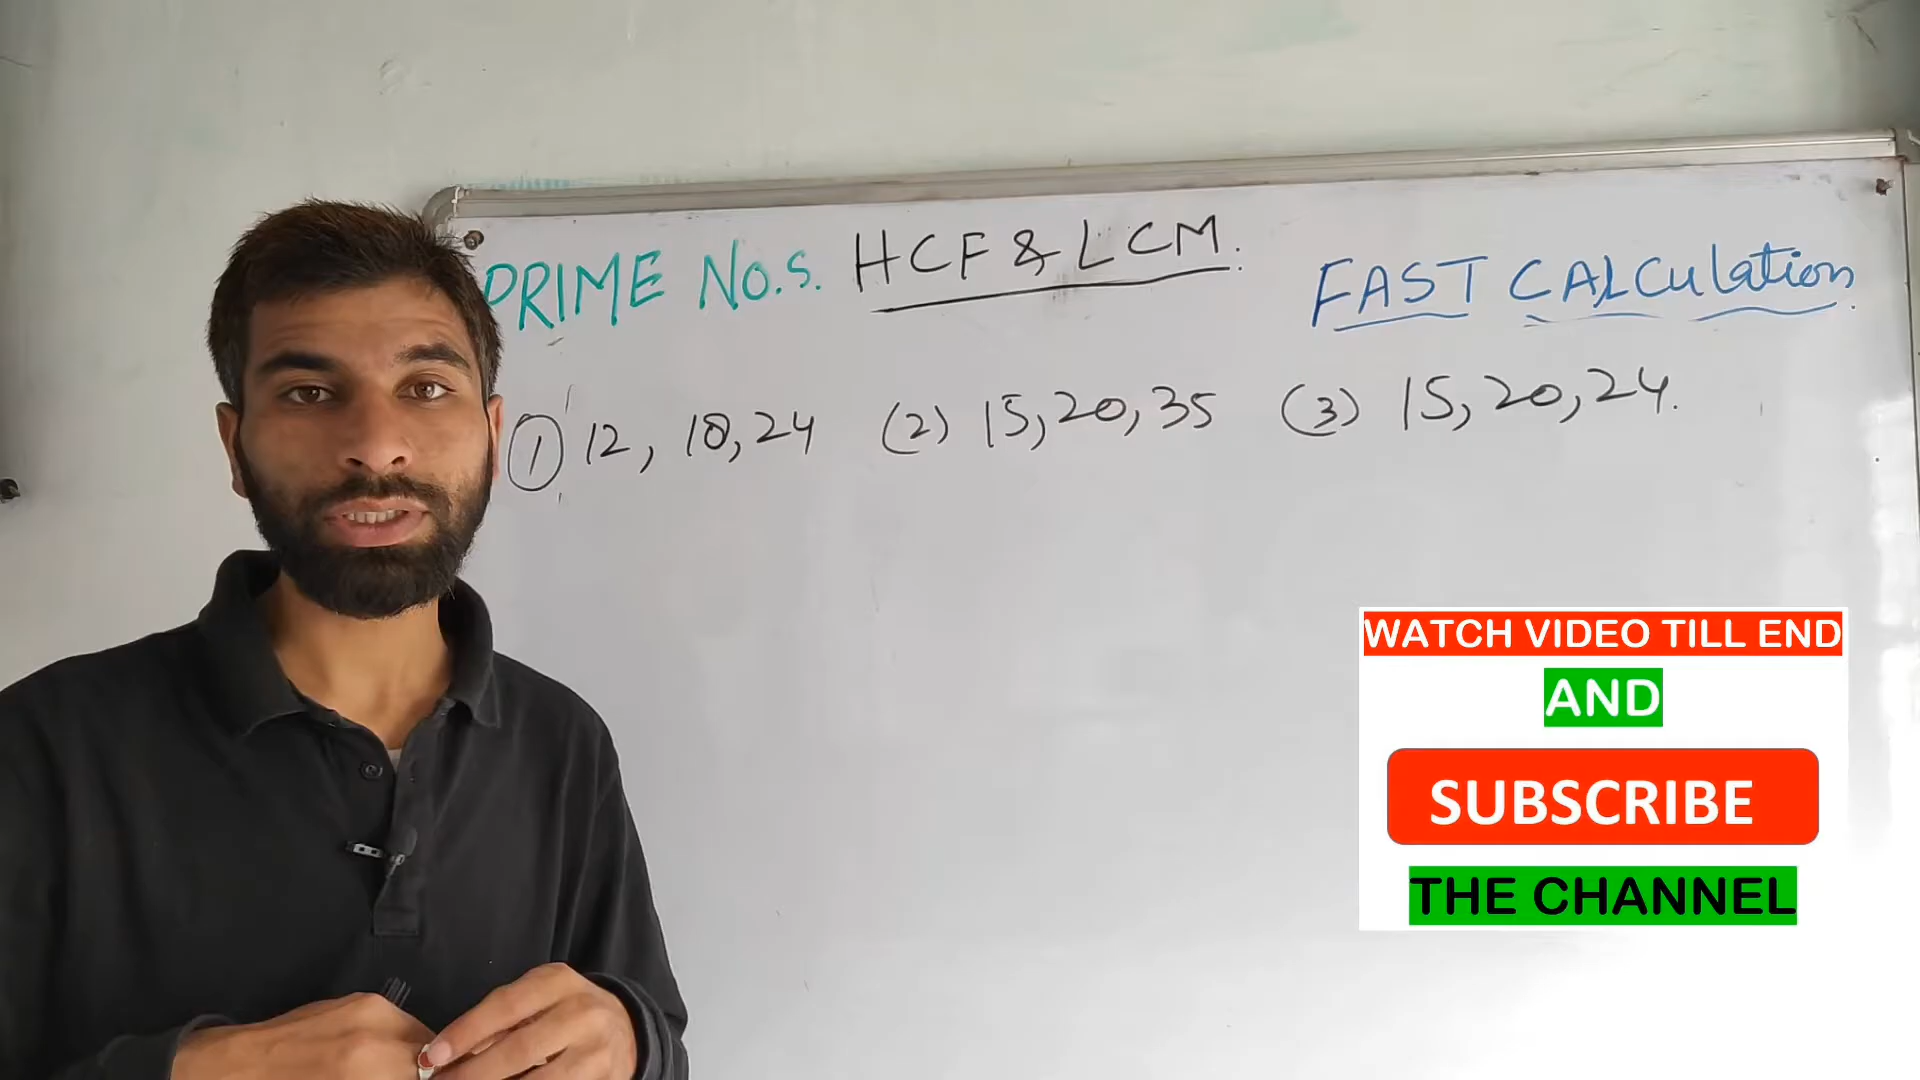 PRIME No.s. HCF & LCM. FAST CALCulation.
(1) 12, 18, 24 (2) 15, 20, 35 (3) 15, 20, 24.
WATCH VIDEO TILL END
AND
SUBSCRIBE
THE CHANNEL